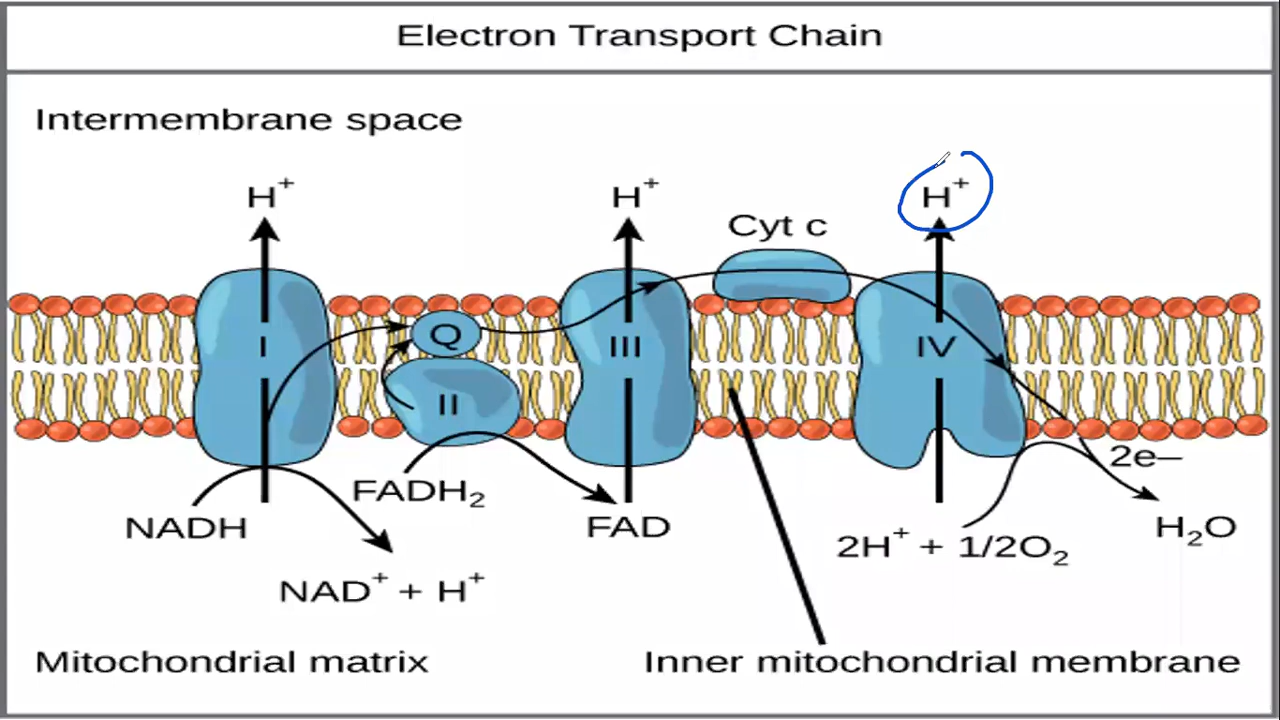 Electron Transport Chain
Intermembrane space
H⁺
H⁺
H⁺
Cyt c
I
Q
III
IV
II
2e–
FADH₂
NADH
FAD
H₂O
2H⁺ + 1/2O₂
NAD⁺ + H⁺
Mitochondrial matrix
Inner mitochondrial membrane